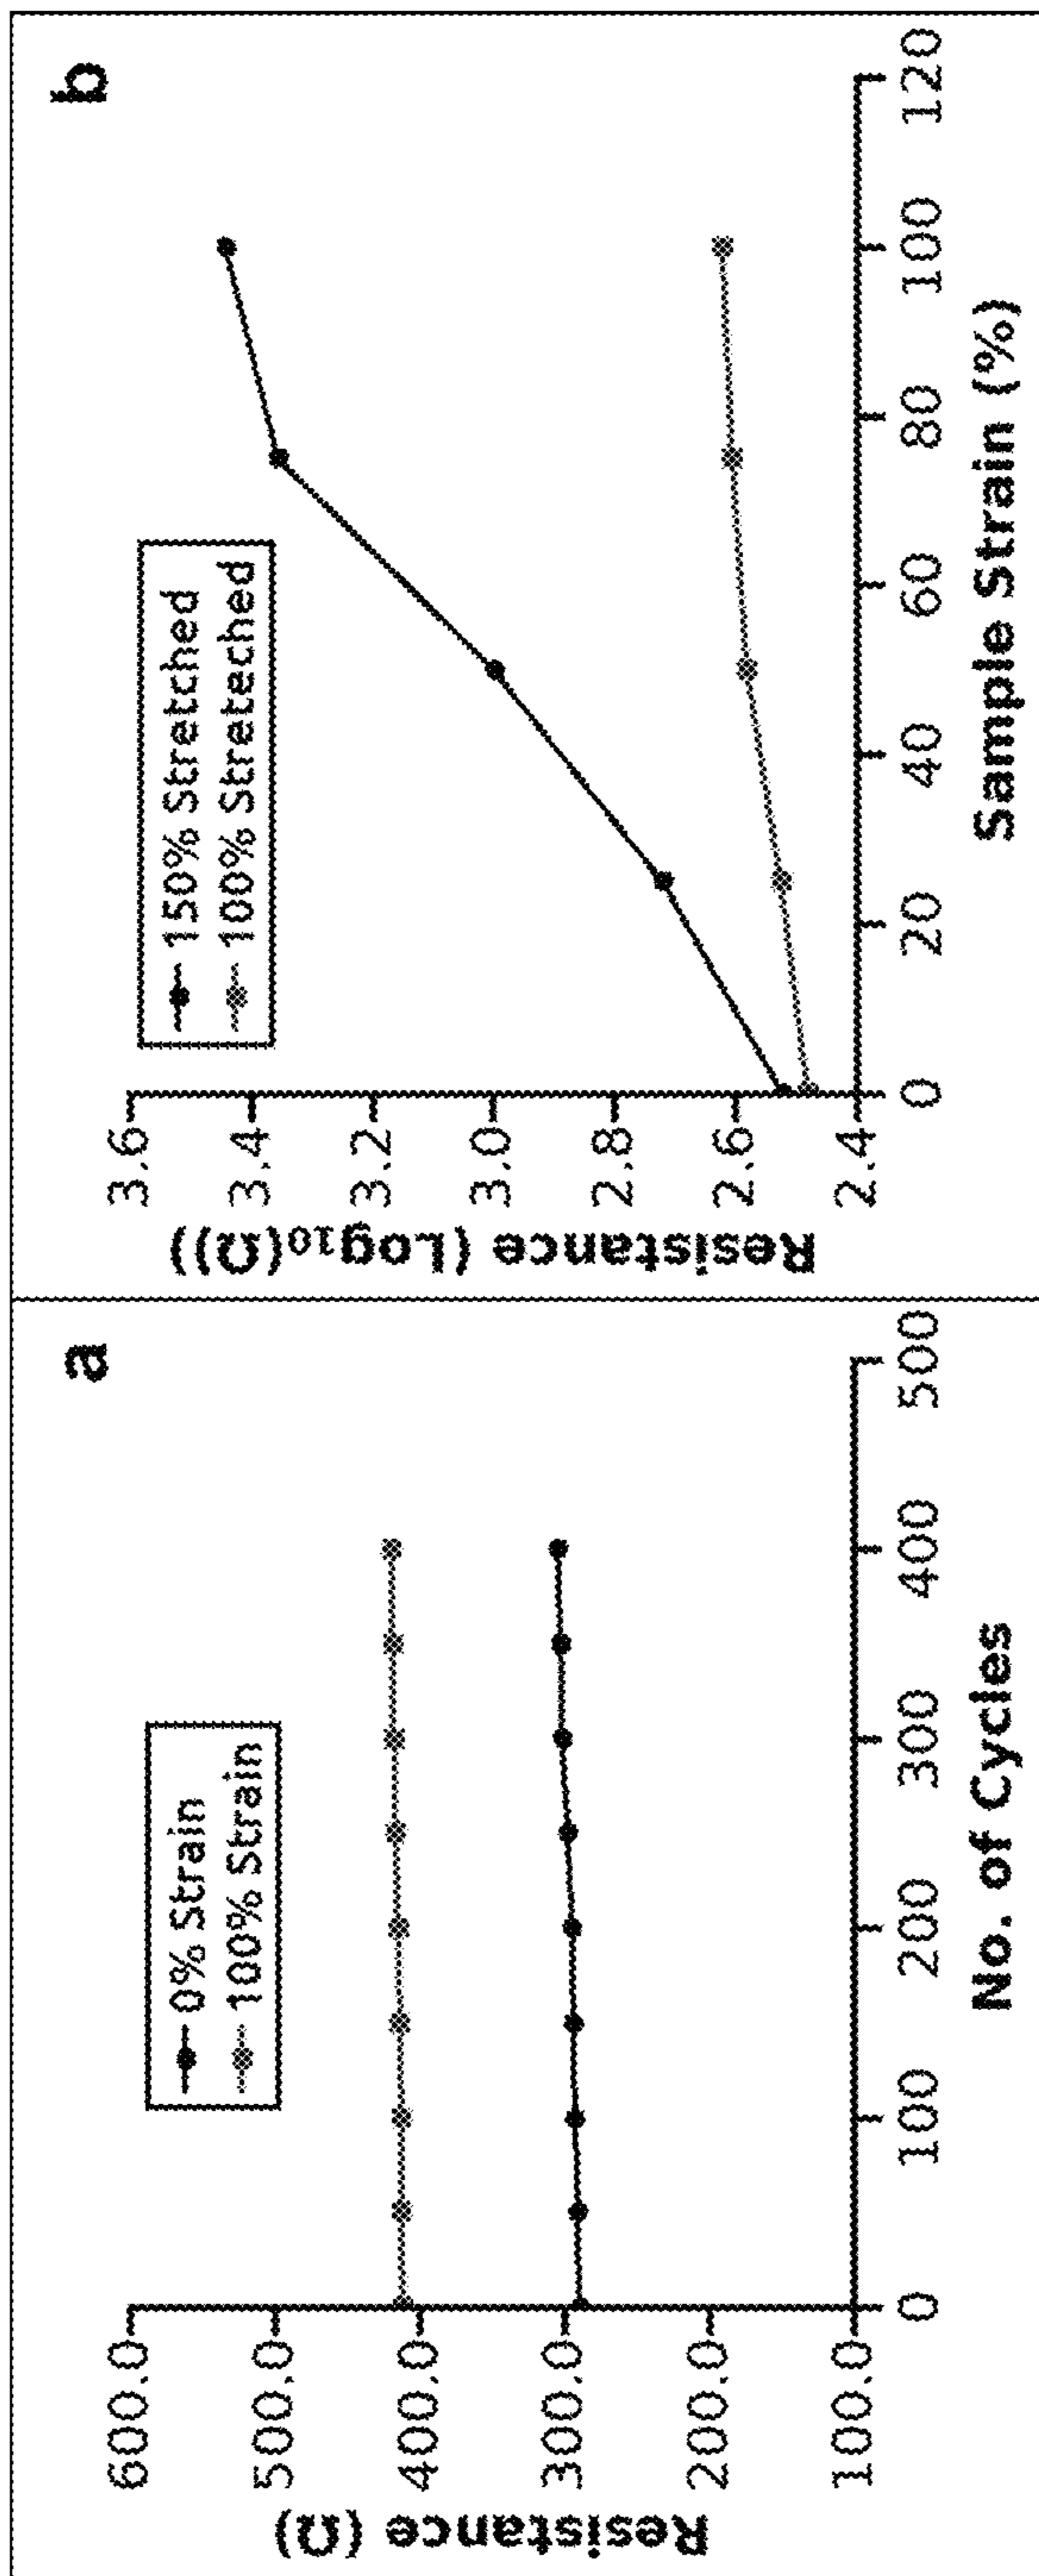 a
Resistance (Ω)
600.0
500.0
400.0
300.0
200.0
100.0
0% Strain
100% Strain
0 100 200 300 400 500
No. of Cycles
b
Resistance (Log10(Ω))
3.6
3.4
3.2
3.0
2.8
2.6
2.4
150% Stretched
100% Streteched
0 20 40 60 80 100 120
Sample Strain (%)